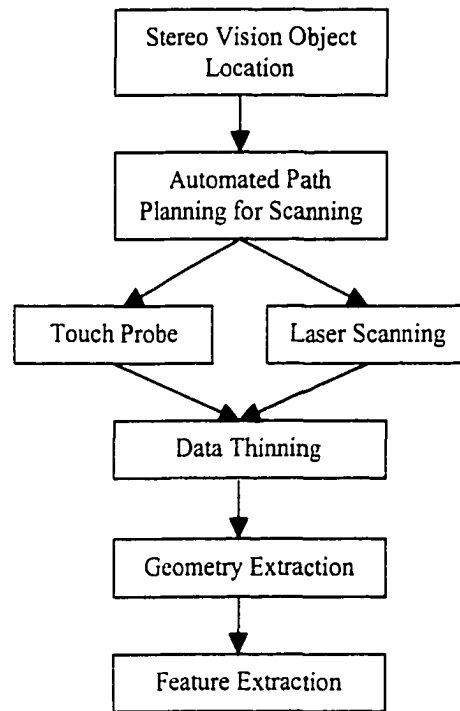 Stereo Vision Object
Location
Automated Path
Planning for Scanning
Touch Probe
Laser Scanning
Data Thinning
Geometry Extraction
Feature Extraction